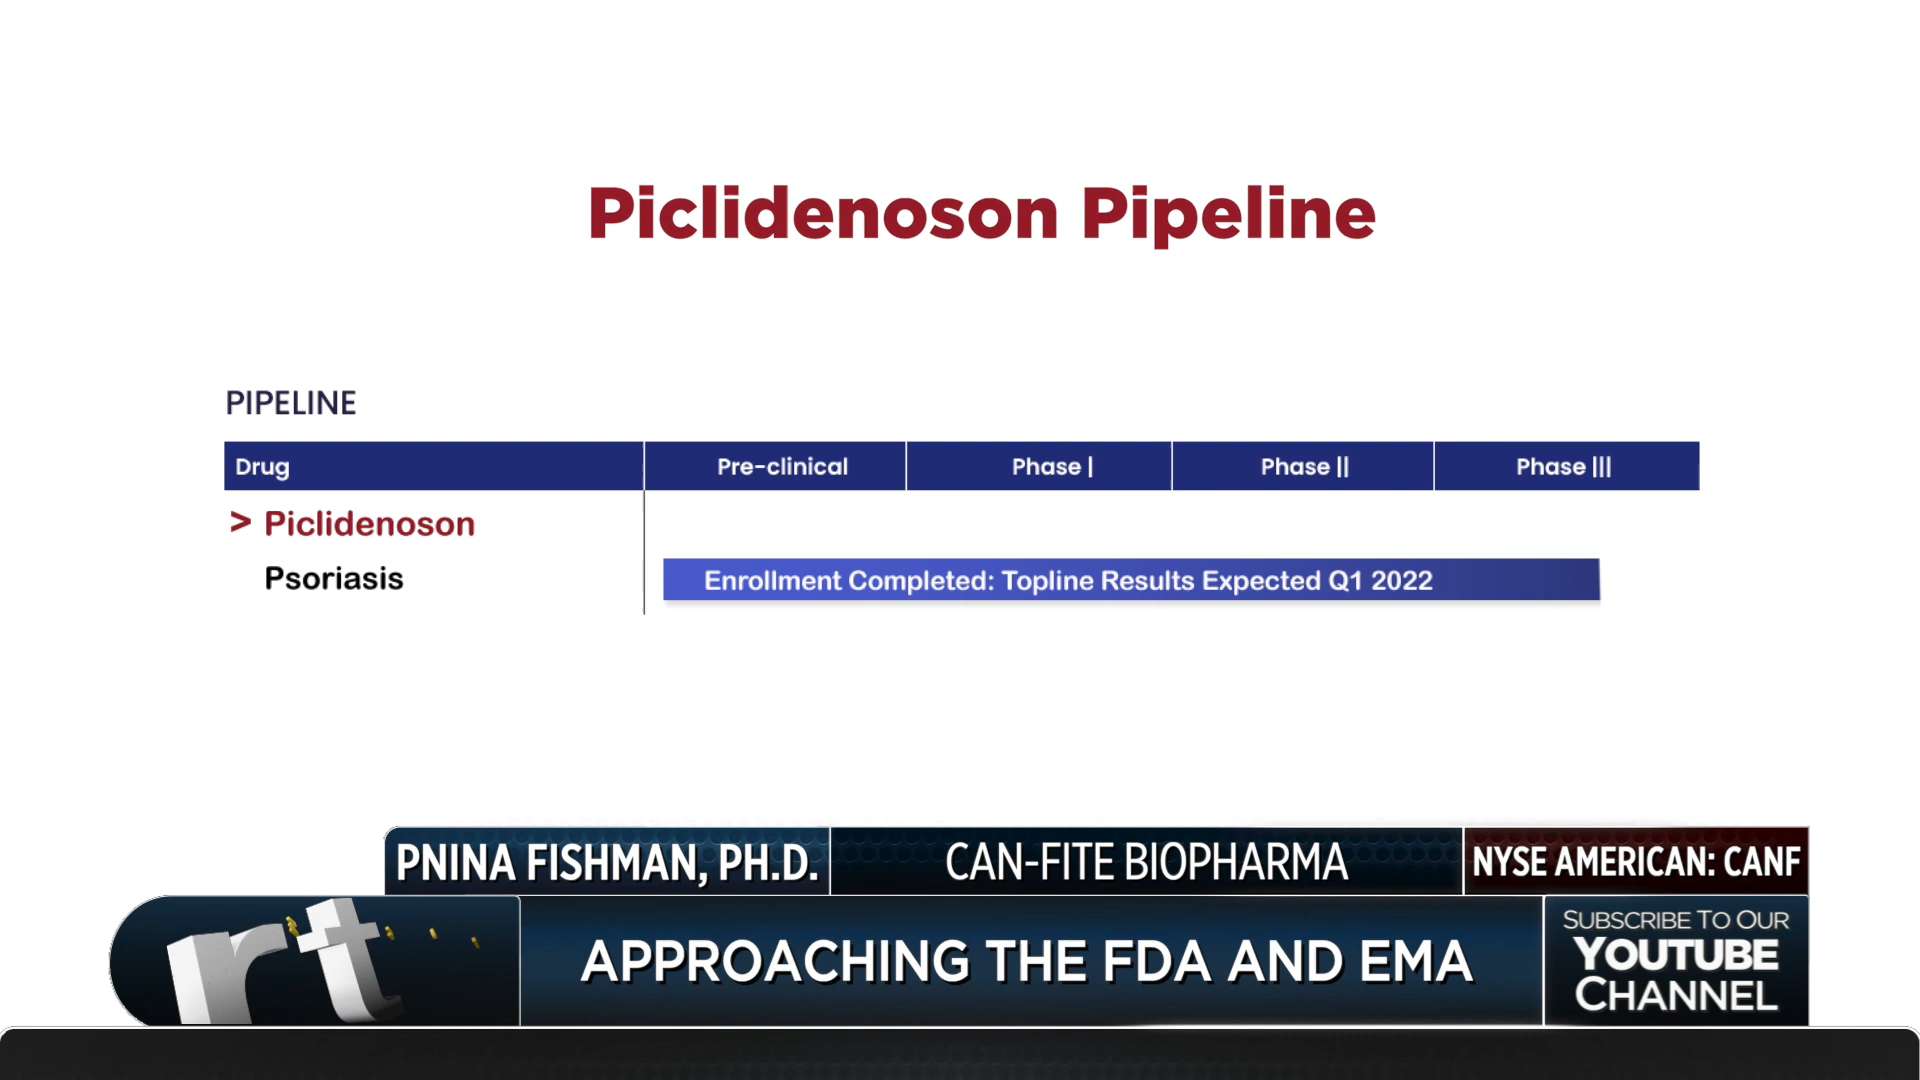 Piclidenoson Pipeline
PIPELINE
Drug Pre-clinical Phase I Phase II Phase III
> Piclidenoson
Psoriasis Enrollment Completed: Topline Results Expected Q1 2022
PNINA FISHMAN, PH.D. CAN-FITE BIOPHARMA NYSE AMERICAN: CANF
rt APPROACHING THE FDA AND EMA
SUBSCRIBE TO OUR
YOUTUBE
CHANNEL